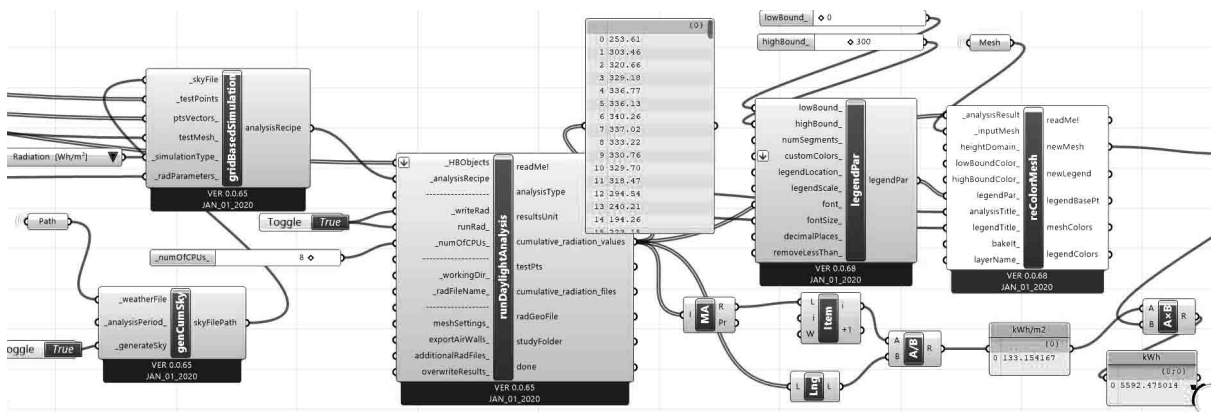 lowBound_ 0
highBound_ 300
Mesh
{0}
0 253.61
1 303.46
2 320.66
3 329.18
4 336.77
5 336.13
6 340.26
7 337.02
8 333.22
9 330.76
10 329.70
11 318.47
12 294.54
13 240.21
14 194.26
_skyFile
_testPoints
ptsVectors_
testMesh_
_simulationType_
_radParameters_
gridBasedSimulation
analysisRecipe
VER 0.0.65
JAN_01_2020
Radiation [Wh/m²]
Path
Toggle True
_numOfCPUs_ 8
_weatherFile
_analysisPeriod_
_generateSky
genCumSky
skyFilePath
VER 0.0.65
JAN_01_2020
oggle True
_HBObjects
_analysisRecipe
--------------------
_writeRad
runRad_
_numOfCPUs_
--------------------
_workingDir_
_radFileName_
--------------------
meshSettings_
exportAirWalls_
additionalRadFiles_
overwriteResults_
runDaylightAnalysis
readMe!
analysisType
resultsUnit
cumulative_radiation_values
testPts
cumulative_radiation_files
radGeoFile
studyFolder
done
VER 0.0.65
JAN_01_2020
lowBound_
highBound_
numSegments_
customColors_
legendLocation_
legendScale_
font_
fontSize_
decimalPlaces_
removeLessThan_
legendPar
legendPar
VER 0.0.68
JAN_01_2020
_analysisResult
_inputMesh
heightDomain_
lowBoundColor_
highBoundColor_
legendPar_
analysisTitle_
legendTitle_
bakeIt_
layerName_
reColorMesh
readMe!
newMesh
newLegend
legendBasePt
meshColors
legendColors
VER 0.0.68
JAN_01_2020
I MA R
Pr
L Item i
i +1
W
L Lng L
A A/B R
B
kWh/m2
{0}
0 133.154167
A A×B R
B
kWh
{0;0}
0 5592.475014